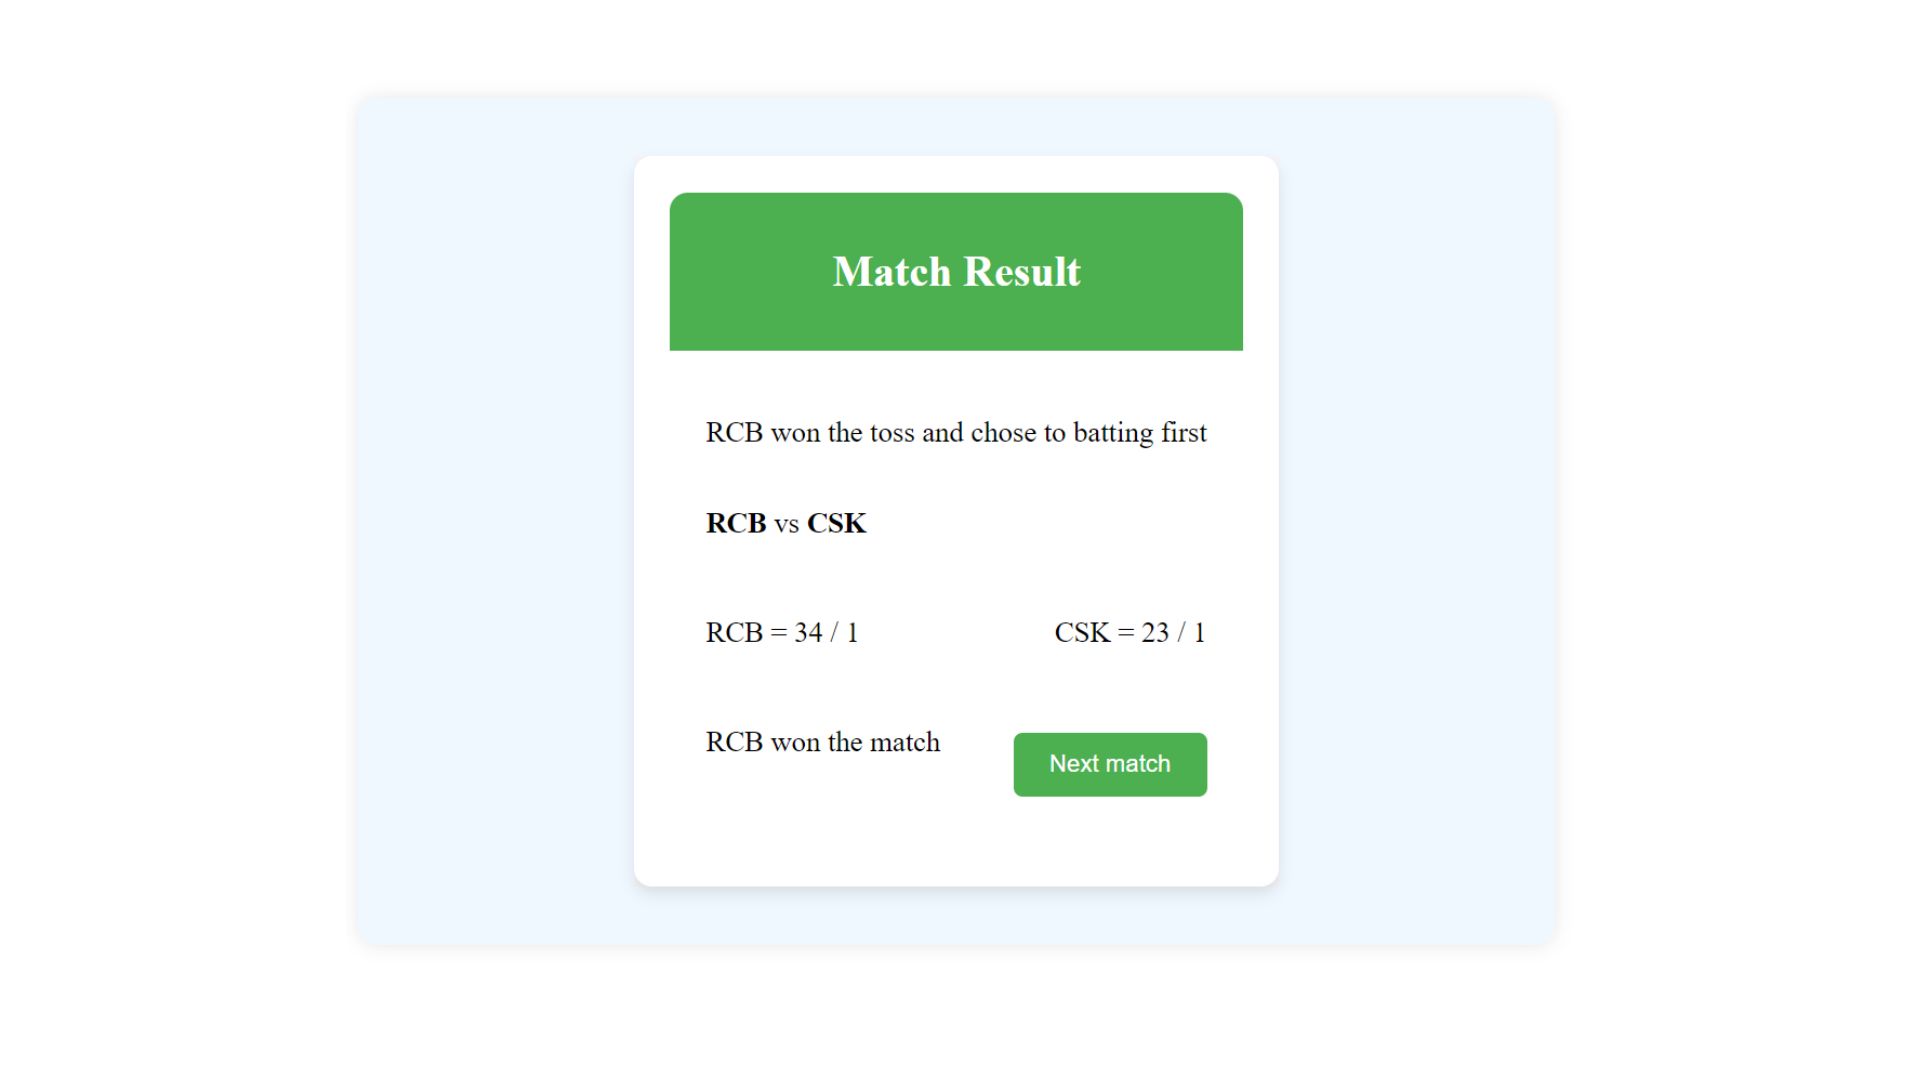 Match Result
RCB won the toss and chose to batting first
RCB vs CSK
RCB = 34 / 1 CSK = 23 / 1
RCB won the match
Next match